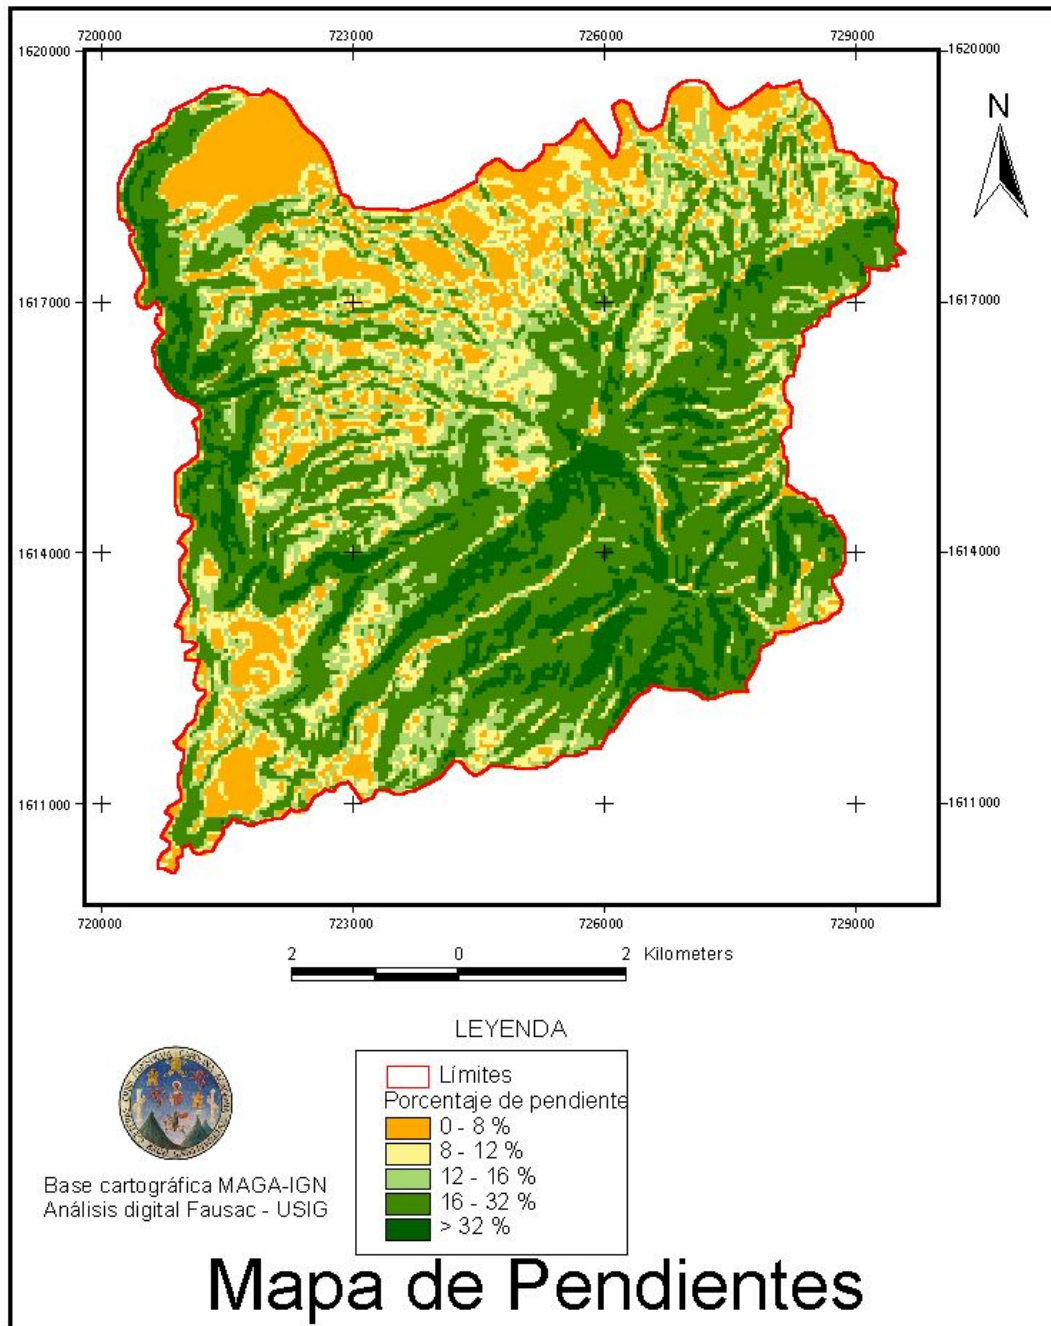 720000 723000 726000 729000
1620000 1620000
N
1617000 1617000
1614000 1614000
1611000 1611000
720000 723000 726000 729000
2 0 2 Kilometers
LEYENDA
Límites
Porcentaje de pendiente
0 - 8 %
8 - 12 %
12 - 16 %
16 - 32 %
> 32 %
Base cartográfica MAGA-IGN
Análisis digital Fausac - USIG
Mapa de Pendientes